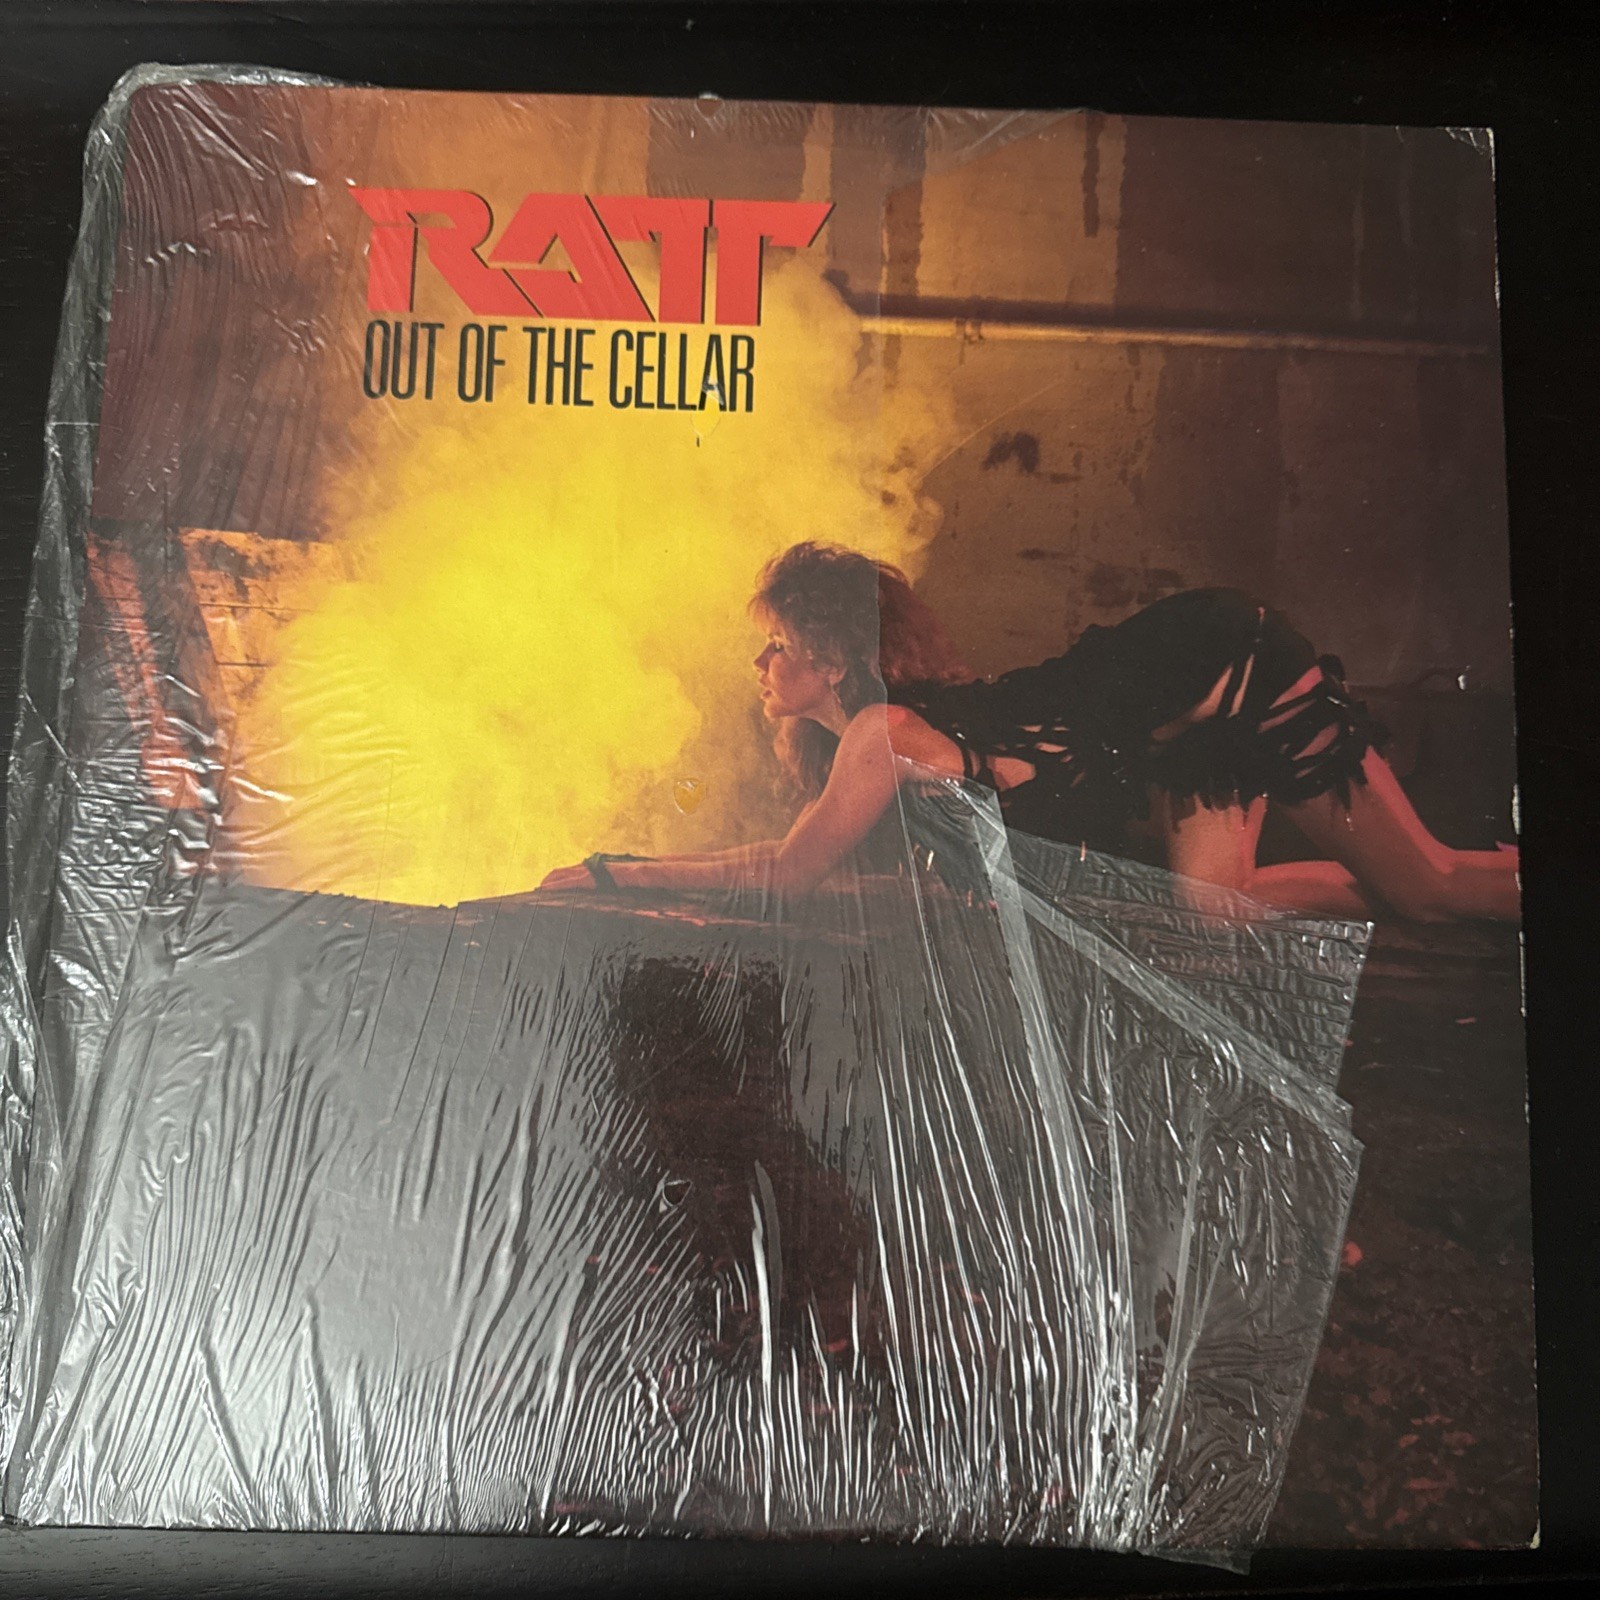 RATT
OUT OF THE CELLAR